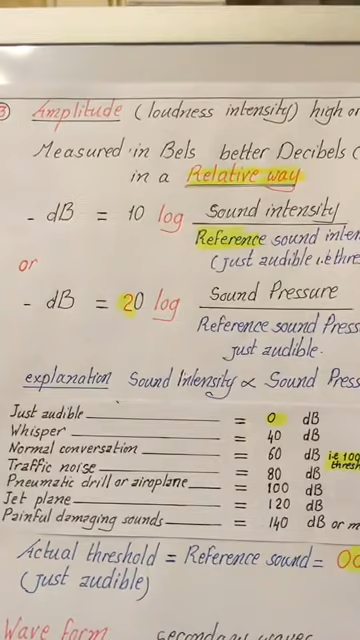 ③ Amplitude (loudness intensity) high or
Measured in Bels better Decibels (
in a Relative way
- dB = 10 log Sound intensity
Reference sound inten
(just audible i.e thre
or
- dB = 20 log Sound Pressure
Reference sound Press
just audible.
explanation Sound Intensity ∝ Sound Press
Just audible = 0 dB
Whisper = 40 dB
Normal conversation = 60 dB i.e 100
Traffic noise = 80 dB thresh
Pneumatic drill or airoplane = 100 dB
Jet plane = 120 dB
Painful damaging sounds = 140 dB or m
Actual threshold = Reference sound = 0
(just audible)
Wave form secondary waves